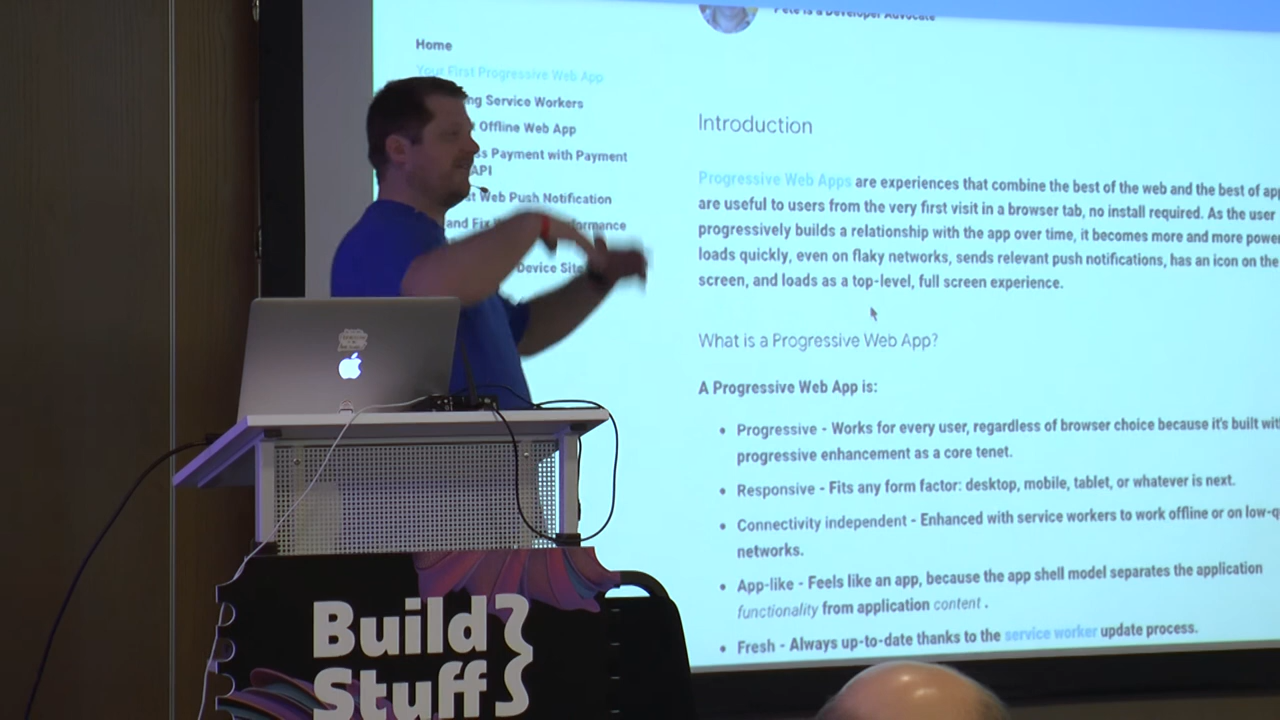 Pete is a Developer Advocate
Home
Your First Progressive Web App
ng Service Workers
Offline Web App
ss Payment with Payment
API
st Web Push Notification
and Fix
formance
Device Site
Introduction
Progressive Web Apps are experiences that combine the best of the web and the best of app
are useful to users from the very first visit in a browser tab, no install required. As the user
progressively builds a relationship with the app over time, it becomes more and more power
loads quickly, even on flaky networks, sends relevant push notifications, has an icon on the
screen, and loads as a top-level, full screen experience.
What is a Progressive Web App?
A Progressive Web App is:
• Progressive - Works for every user, regardless of browser choice because it's built with
progressive enhancement as a core tenet.
• Responsive - Fits any form factor: desktop, mobile, tablet, or whatever is next.
• Connectivity independent - Enhanced with service workers to work offline or on low-q
networks.
• App-like - Feels like an app, because the app shell model separates the application
functionality from application content .
• Fresh - Always up-to-date thanks to the service worker update process.
Build
Stuff